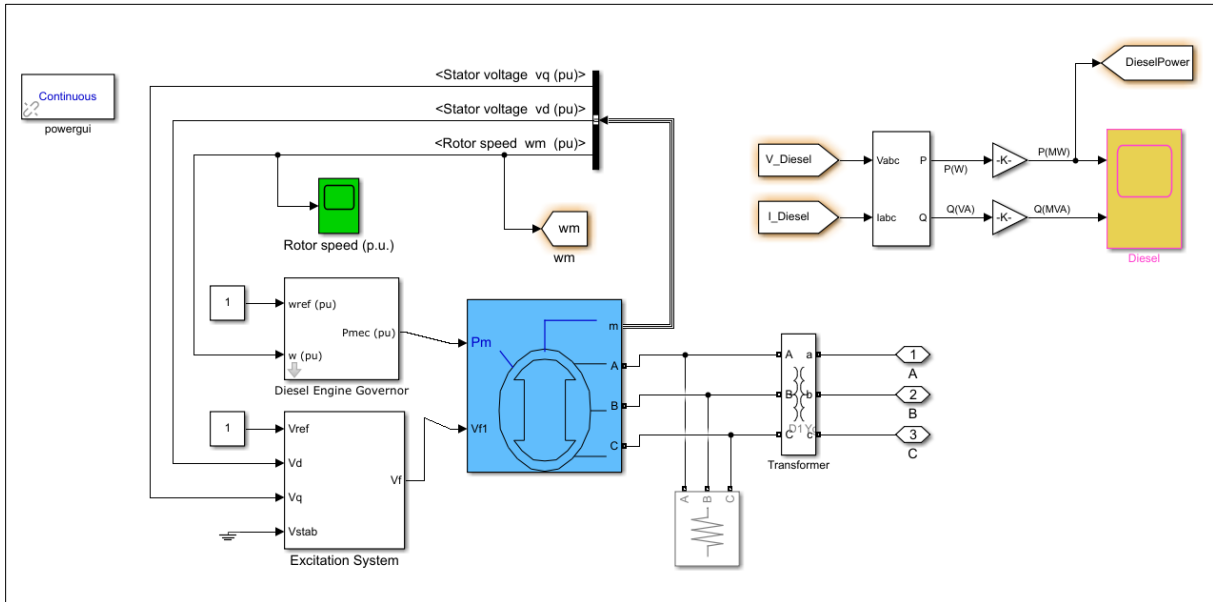 Continuous
powergui
<Stator voltage vq (pu)>
<Stator voltage vd (pu)>
<Rotor speed wm (pu)>
Rotor speed (p.u.)
wm
wm
1
wref (pu)
w (pu)
Pmec (pu)
Diesel Engine Governor
1
Vref
Vd
Vq
Vstab
Vf
Excitation System
Pm
Vf1
m
A
B
C
A
B
C
A
B
C
a
b
c
D1
Transformer
1
A
2
B
3
C
V_Diesel
I_Diesel
Vabc
Iabc
P
Q
P(W)
Q(VA)
-K-
-K-
P(MW)
Q(MVA)
DieselPower
Diesel